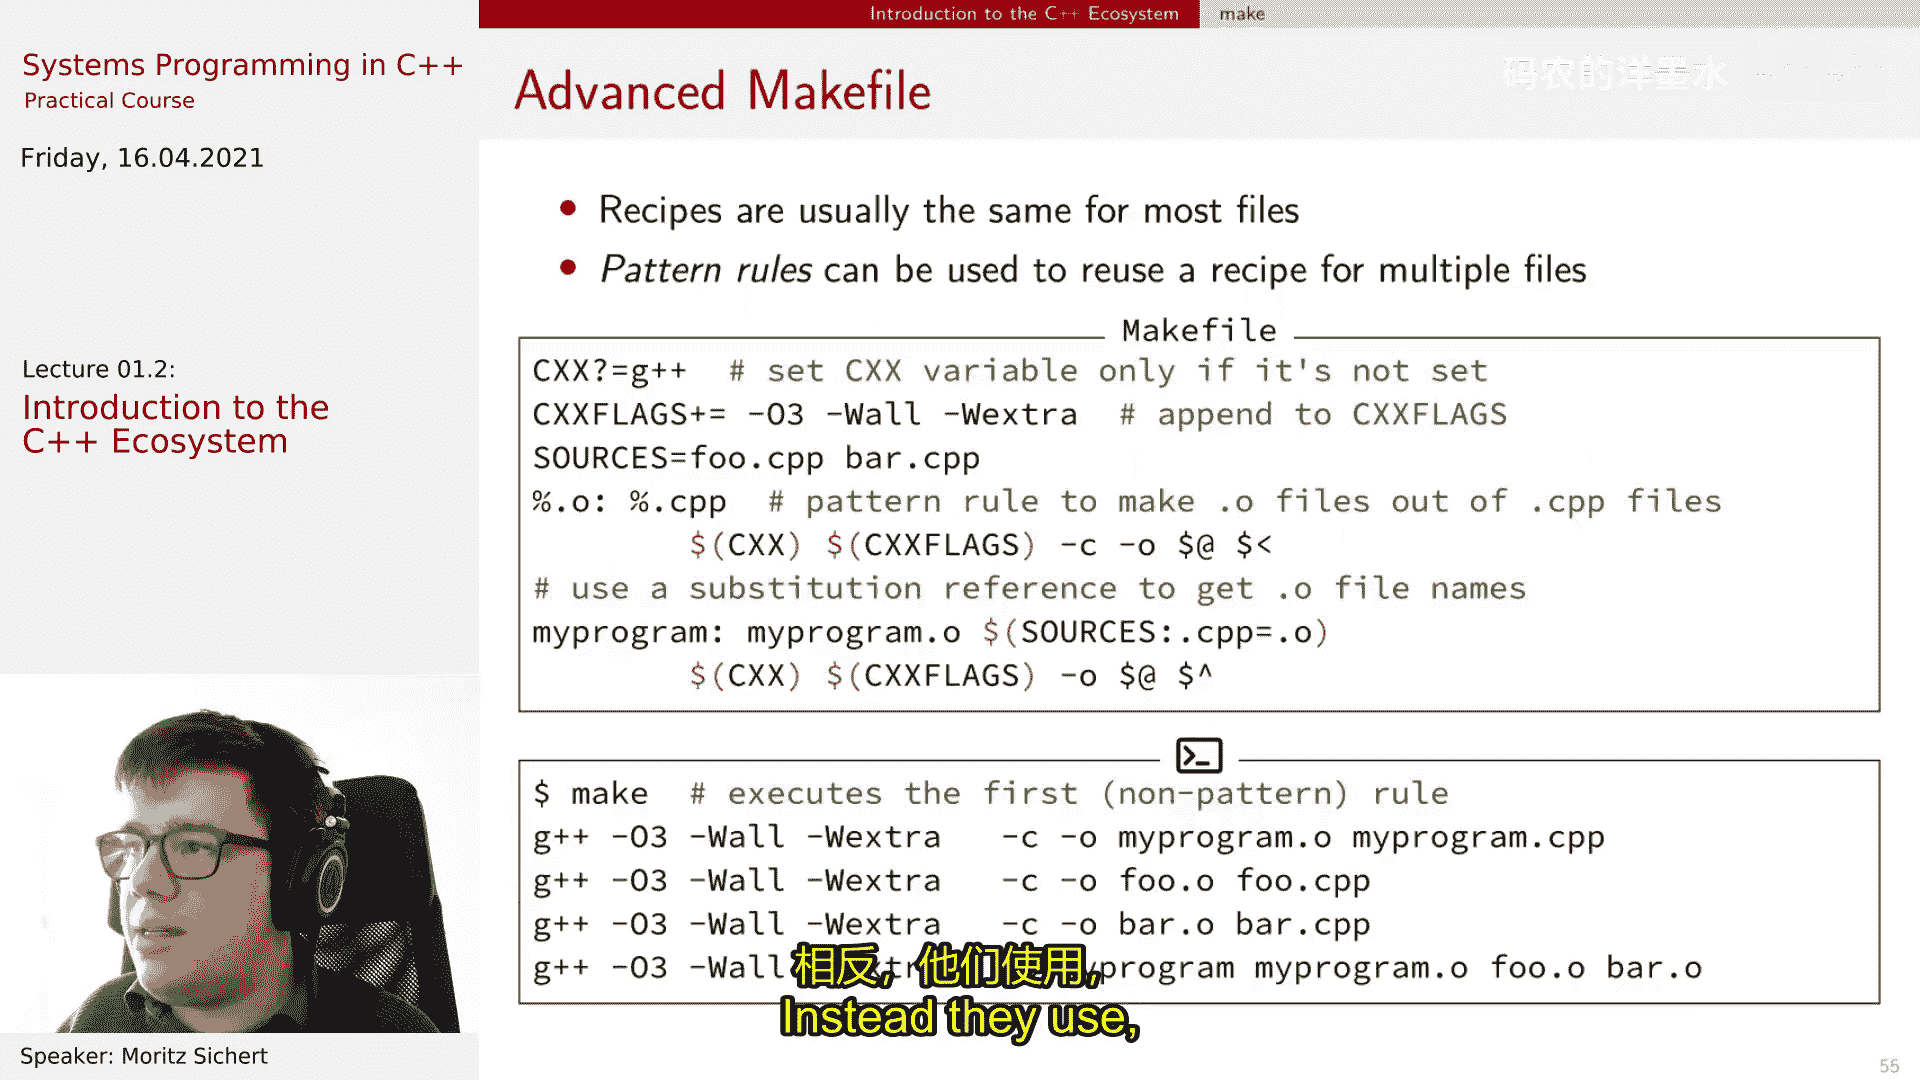 Introduction to the C++ Ecosystem
make
Systems Programming in C++
Practical Course
Friday, 16.04.2021
Lecture 01.2:
Introduction to the
C++ Ecosystem
Speaker: Moritz Sichert
Advanced Makefile
码农的洋墨水
Recipes are usually the same for most files
Pattern rules can be used to reuse a recipe for multiple files
Makefile
CXX?=g++  # set CXX variable only if it's not set
CXXFLAGS+= -O3 -Wall -Wextra  # append to CXXFLAGS
SOURCES=foo.cpp bar.cpp
%.o: %.cpp  # pattern rule to make .o files out of .cpp files
$(CXX) $(CXXFLAGS) -c -o $@ $<
# use a substitution reference to get .o file names
myprogram: myprogram.o $(SOURCES:.cpp=.o)
$(CXX) $(CXXFLAGS) -o $@ $^
$ make  # executes the first (non-pattern) rule
g++ -O3 -Wall -Wextra   -c -o myprogram.o myprogram.cpp
g++ -O3 -Wall -Wextra   -c -o foo.o foo.cpp
g++ -O3 -Wall -Wextra   -c -o bar.o bar.cpp
g++ -O3 -Wall myprogram.o foo.o bar.o
相反，他们使用，
Instead they use,
55